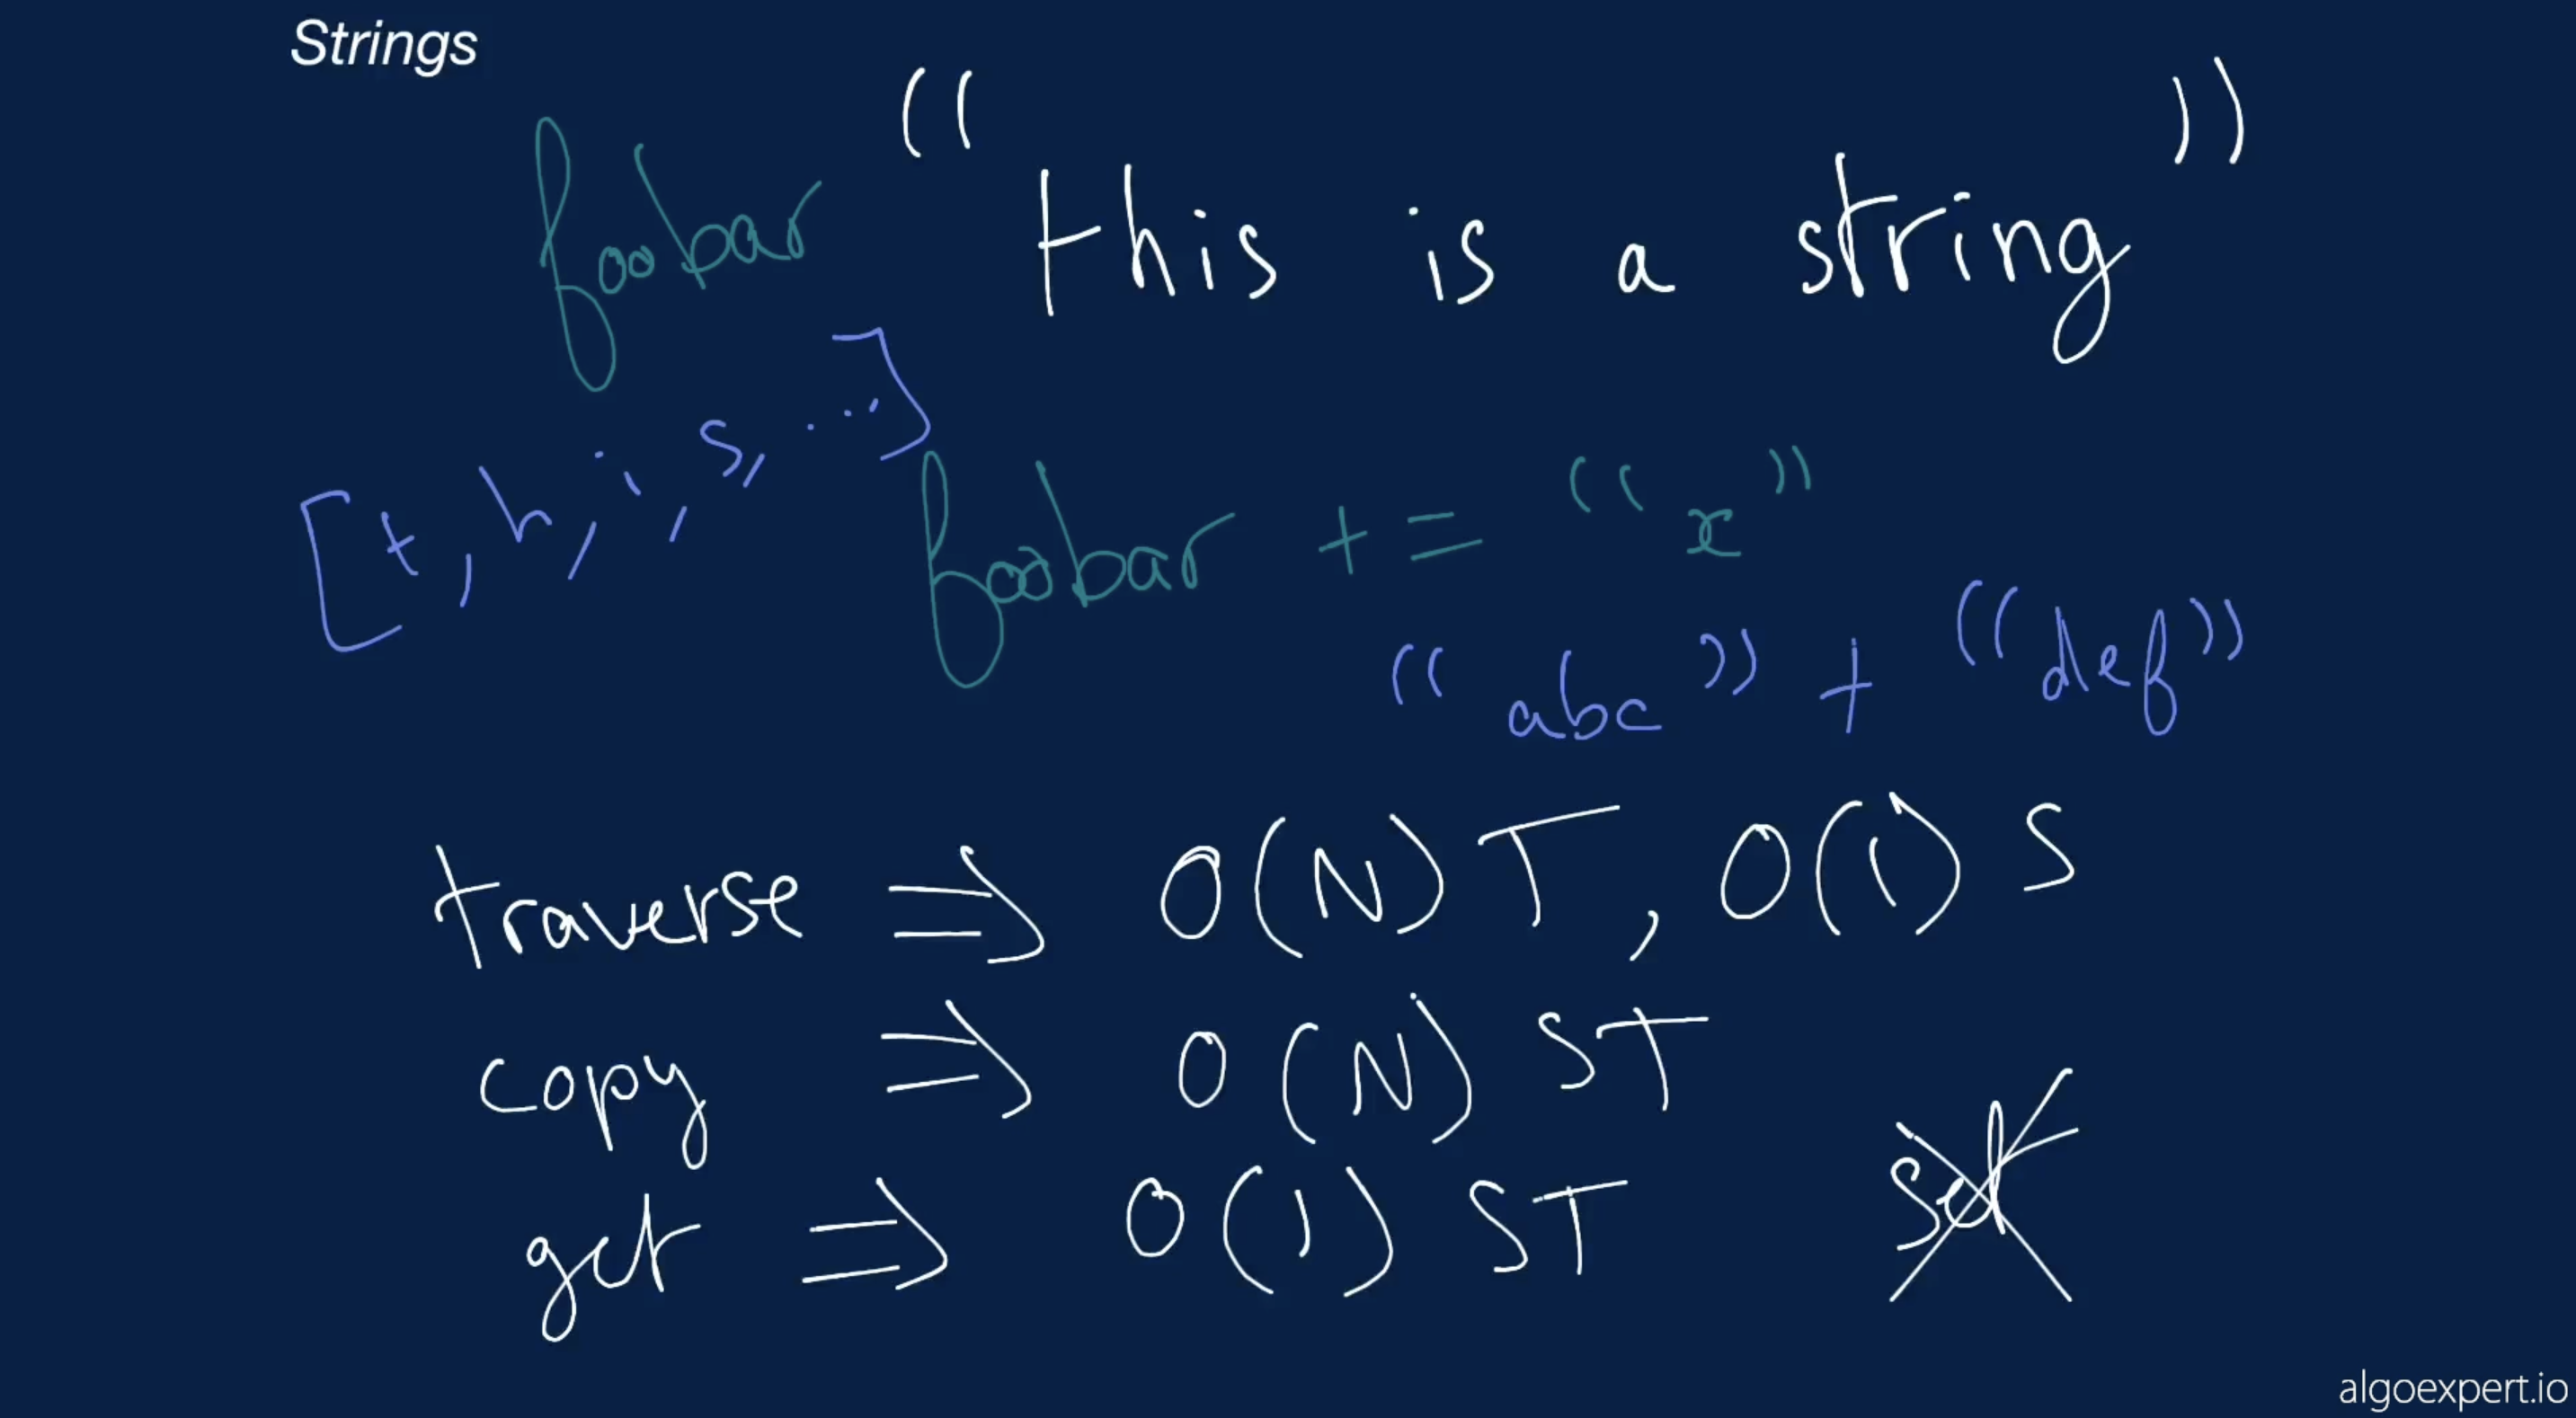 Strings
foobar “this is a string”
[t, h, i, s, ...]
foobar += “x”
“abc” + “def”
traverse => O(N) T, O(1) S
copy => O(N) ST
get => O(1) ST
set
algoexpert.io